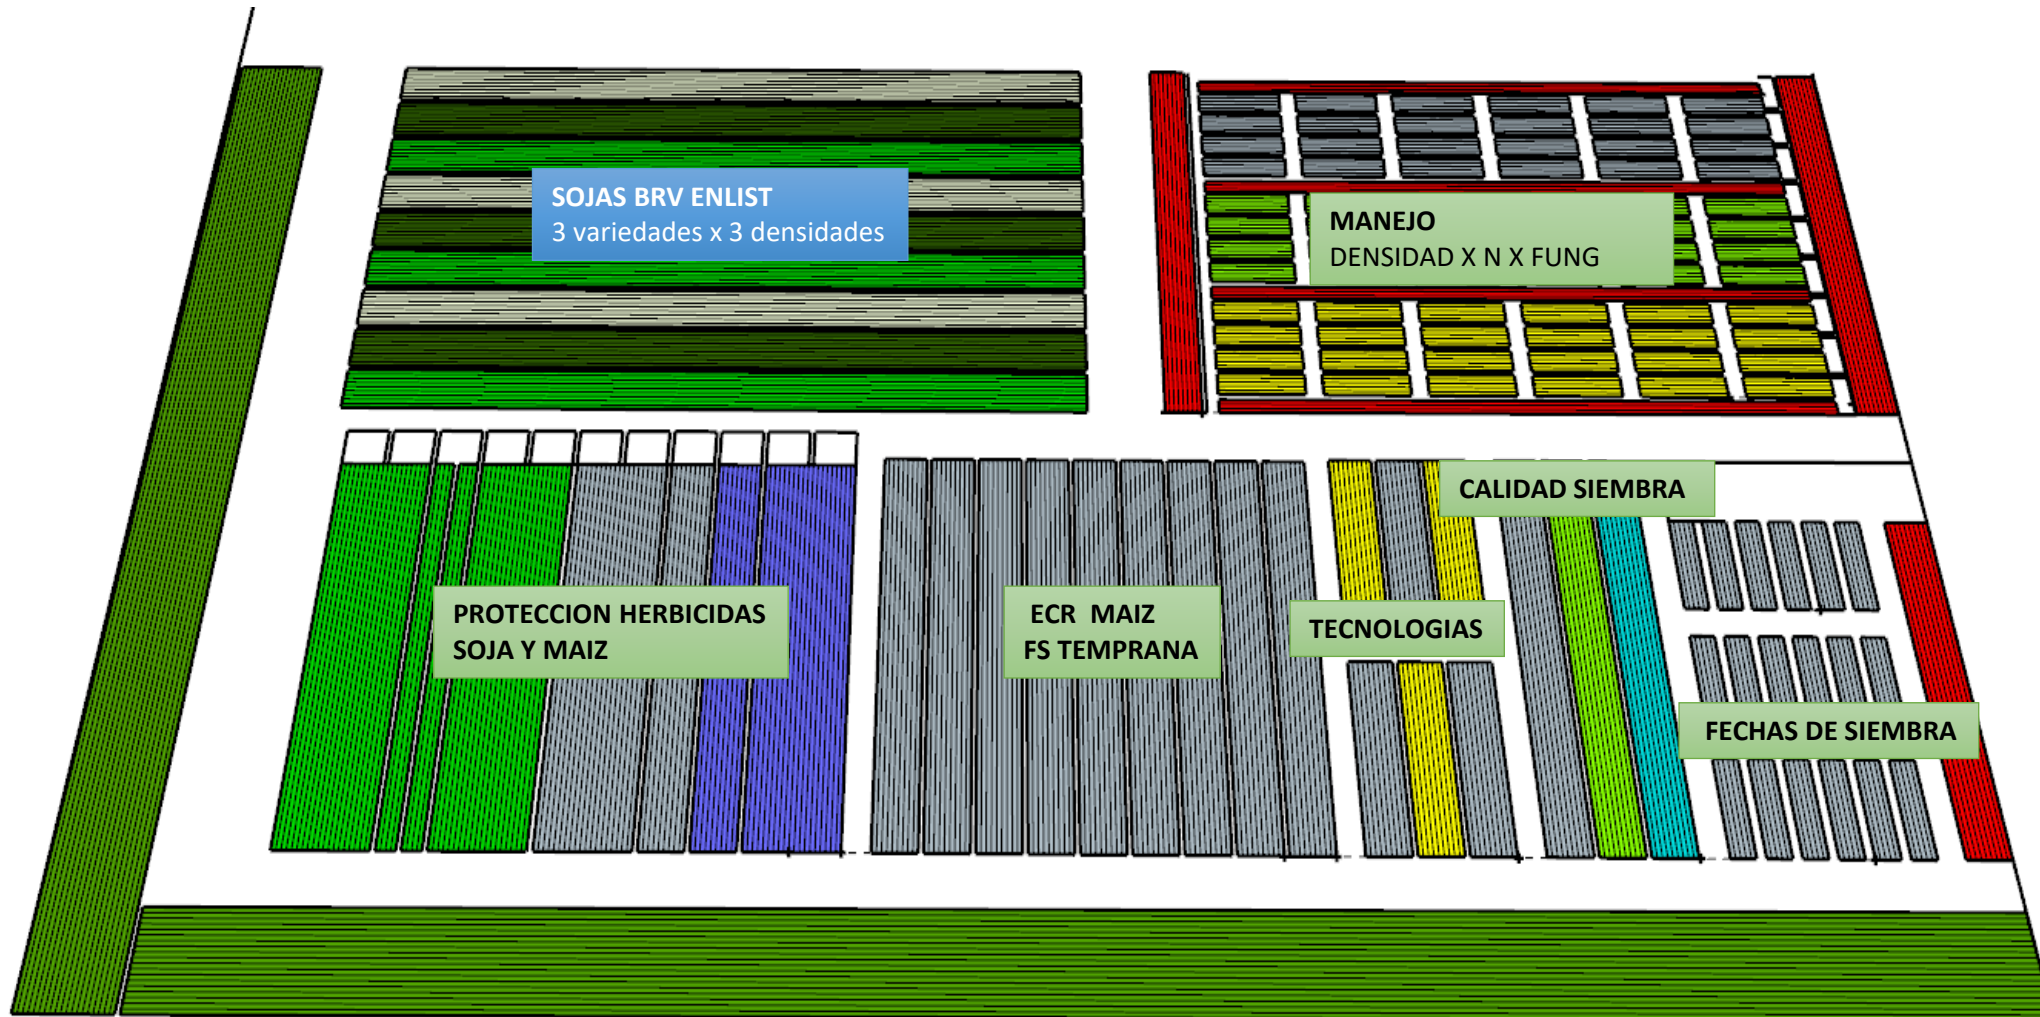 SOJAS BRV ENLIST
3 variedades x 3 densidades
MANEJO
DENSIDAD X N X FUNG
CALIDAD SIEMBRA
PROTECCION HERBICIDAS
SOJA Y MAIZ
ECR MAIZ
FS TEMPRANA
TECNOLOGIAS
FECHAS DE SIEMBRA